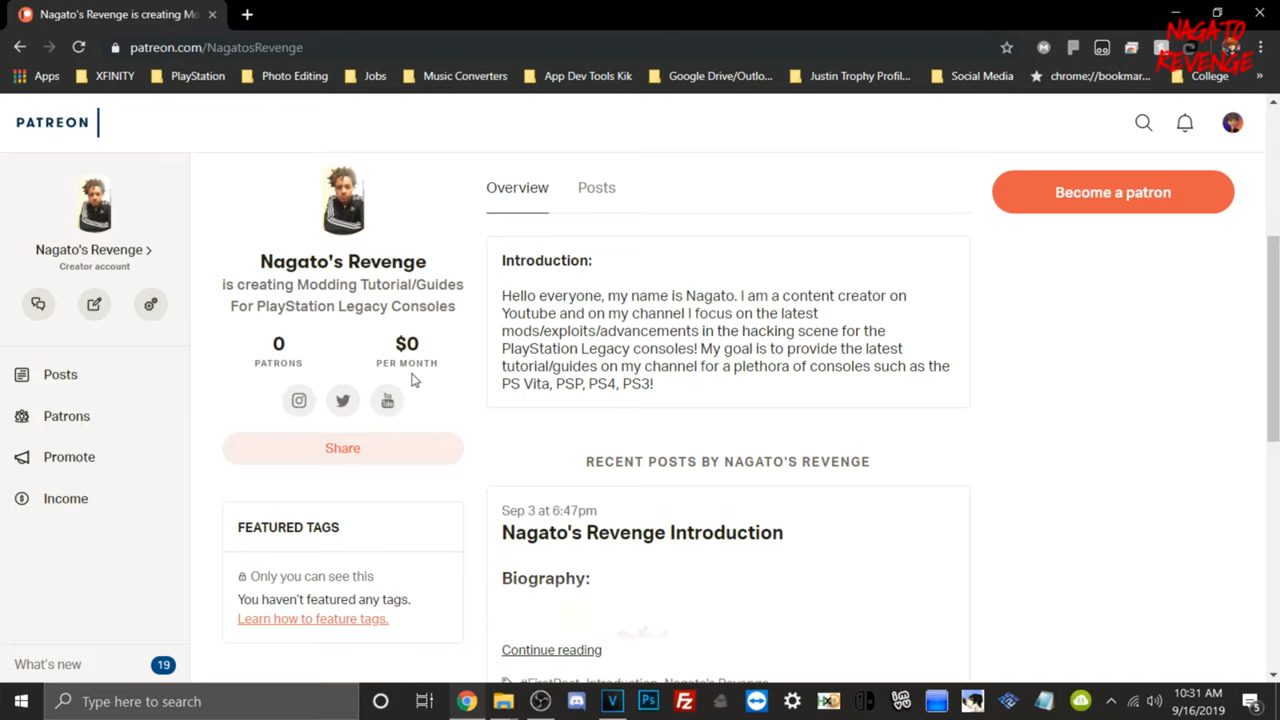 Nagato's Revenge is creating Mo
patreon.com/NagatosRevenge
NAGATO
REVENGE
Apps
XFINITY
PlayStation
Photo Editing
Jobs
Music Converters
App Dev Tools Kik
Google Drive/Outlo...
Justin Trophy Profil...
Social Media
chrome://bookmar...
College
PATREON
Nagato's Revenge
Creator account
Posts
Patrons
Promote
Income
What's new
19
Nagato's Revenge
is creating Modding Tutorial/Guides
For PlayStation Legacy Consoles
0
PATRONS
$0
PER MONTH
Share
FEATURED TAGS
Only you can see this
You haven't featured any tags.
Learn how to feature tags.
Overview Posts
Introduction:
Hello everyone, my name is Nagato. I am a content creator on
Youtube and on my channel I focus on the latest
mods/exploits/advancements in the hacking scene for the
PlayStation Legacy consoles! My goal is to provide the latest
tutorial/guides on my channel for a plethora of consoles such as the
PS Vita, PSP, PS4, PS3!
RECENT POSTS BY NAGATO'S REVENGE
Sep 3 at 6:47pm
Nagato's Revenge Introduction
Biography:
Continue reading
#FirstPost, Introduction, Nagato's Revenge
Become a patron
Type here to search
10:31 AM
9/16/2019
5